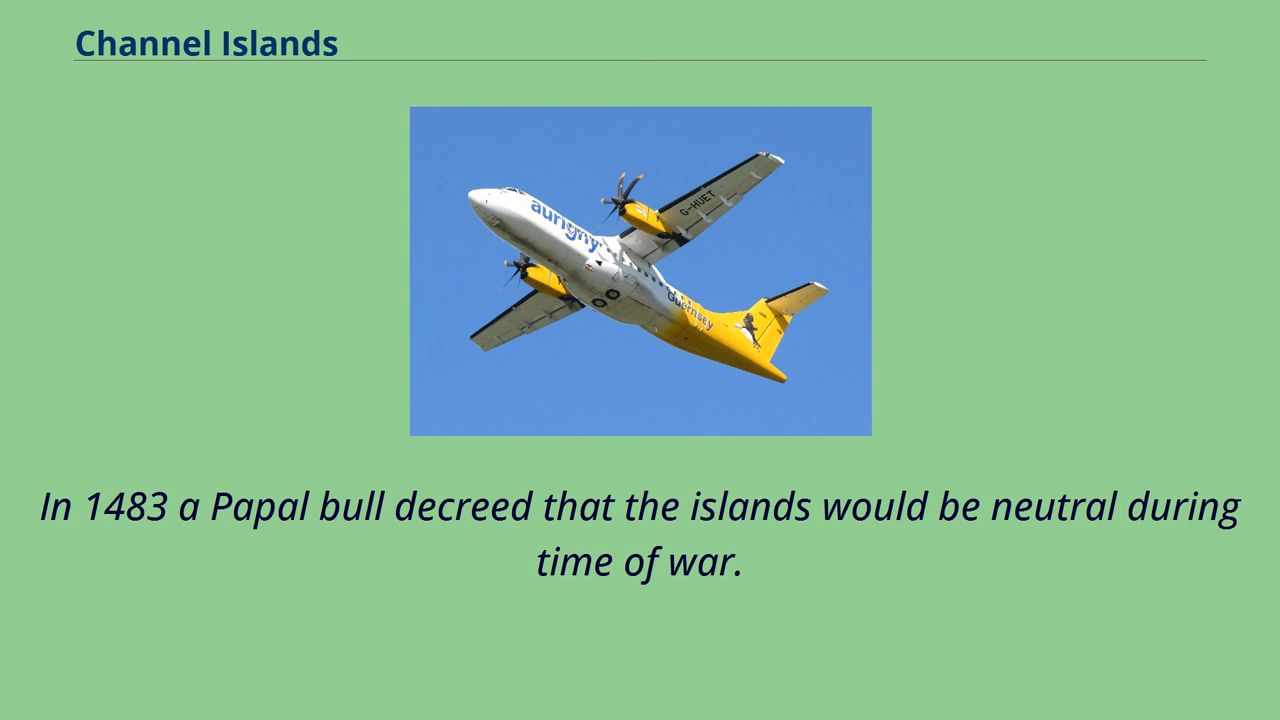 Channel Islands
aurigny
G-HUET
Guernsey
In 1483 a Papal bull decreed that the islands would be neutral during
time of war.